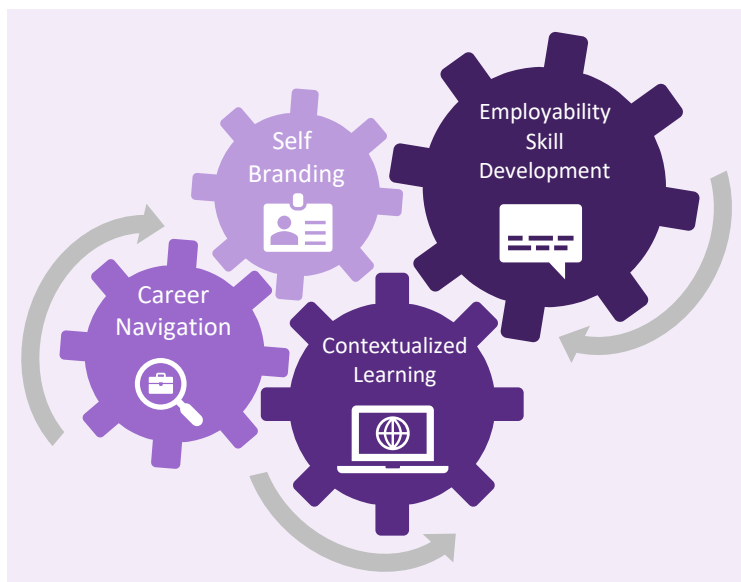 Employability
Skill
Development
Self
Branding
Career
Navigation
Contextualized
Learning